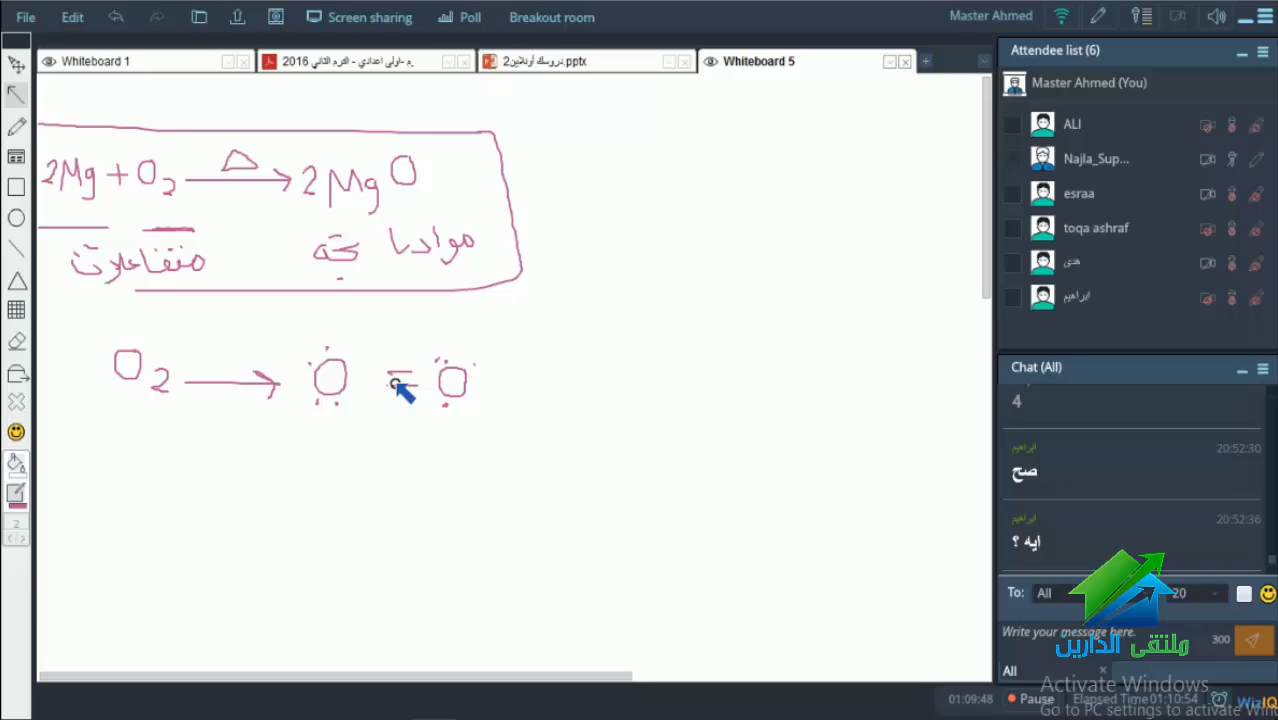 File Edit Screen sharing Poll Breakout room Master Ahmed
Whiteboard 1
م -اولى اعدادي - الترم الثاني 2016
دروسك أونلاين2.pptx
Whiteboard 5
2Mg + O2 → 2MgO
متفاعلات
O2 → O = O
2
Attendee list (6)
Master Ahmed (You)
ALI
Najla_Sup...
esraa
toqa ashraf
هدى
ابراهيم
Chat (All)
4
ابراهيم 20:52:30
صح
ابراهيم 20:52:36
ايه ؟
To: All 20
Write your message here. 300
ملتقى الدارين
All
Activate Windows
01:09:48 Pause Elapsed Time 01:10:54 WizIQ
Go to PC settings to activate Win